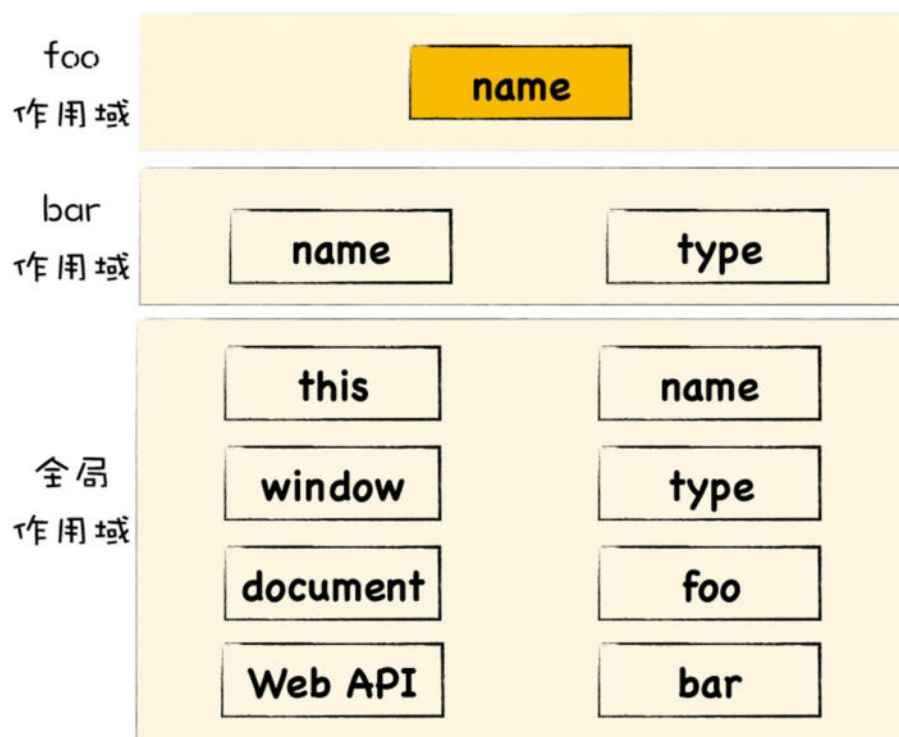 foo
作用域
name
bar
作用域
name type
全局
作用域
this name
window type
document foo
Web API bar